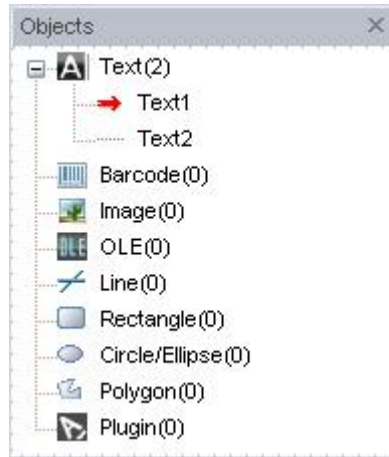 Objects
Text(2)
Text1
Text2
Barcode(0)
Image(0)
OLE(0)
Line(0)
Rectangle(0)
Circle/Ellipse(0)
Polygon(0)
Plugin(0)